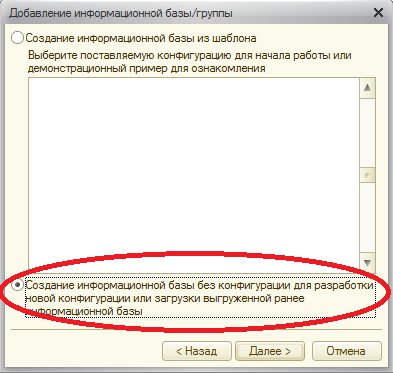 Добавление информационной базы/группы
Создание информационной базы из шаблона
Выберите поставляемую конфигурацию для начала работы или
демонстрационный пример для ознакомления
Создание информационной базы без конфигурации для разработки
новой конфигурации или загрузки выгруженной ранее
информационной базы
< Назад
Далее >
Отмена